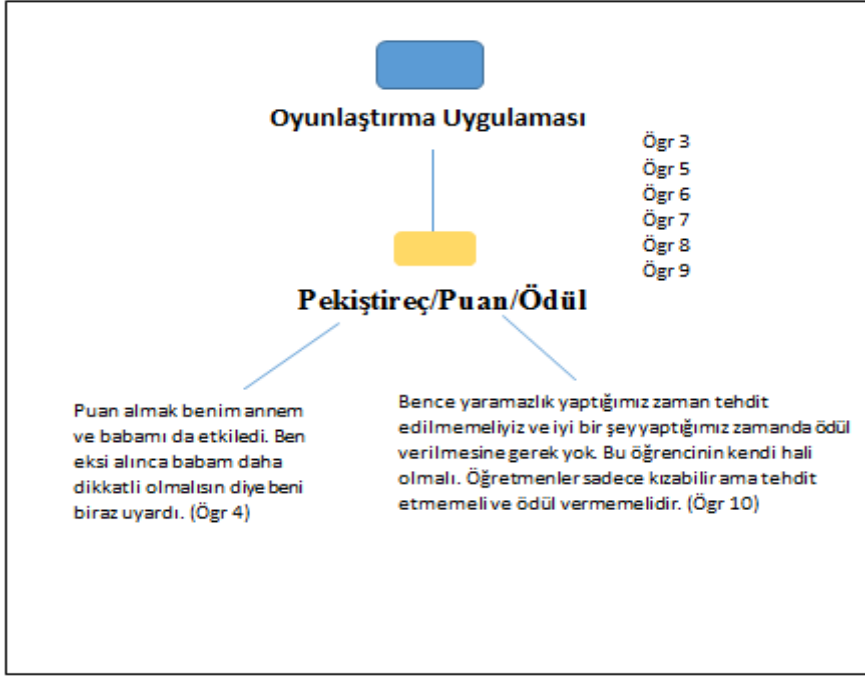 Oyunlaştırma Uygulaması
Ögr 3
Ögr 5
Ögr 6
Ögr 7
Ögr 8
Ögr 9
Pekiştireç/Puan/Ödül
Puan almak benim annem
ve babamı da etkiledi. Ben
eksi alınca babam daha
dikkatli olmalısın diye beni
biraz uyardı. (Ögr 4)
Bence yaramazlık yaptığımız zaman tehdit
edilmemeliyiz ve iyi bir şey yaptığımız zamanda ödül
verilmesine gerek yok. Bu öğrencinin kendi hali
olmalı. Öğretmenler sadece kızabilir ama tehdit
etmemeli ve ödül vermemelidir. (Ögr 10)